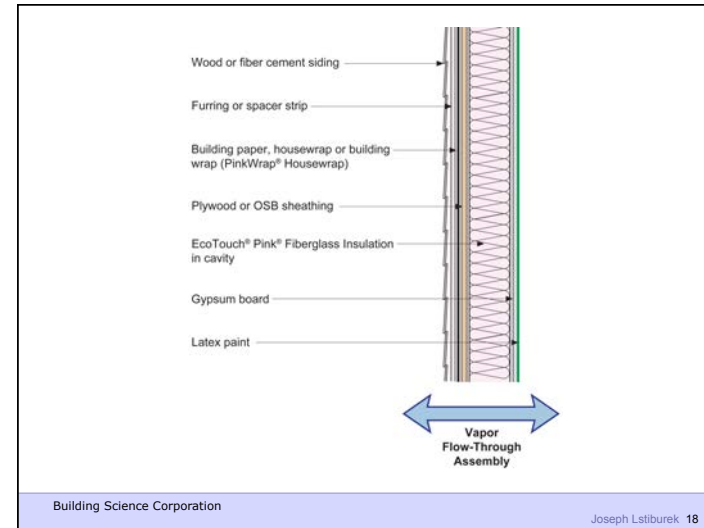 Wood or fiber cement siding
Furring or spacer strip
Building paper, housewrap or building
wrap (PinkWrap® Housewrap)
Plywood or OSB sheathing
EcoTouch® Pink® Fiberglass Insulation
in cavity
Gypsum board
Latex paint
Vapor
Flow-Through
Assembly
Building Science Corporation
Joseph Lstiburek 18